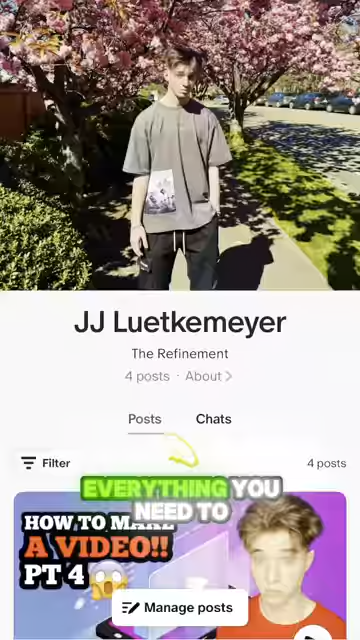 JJ Luetkemeyer
The Refinement
4 posts · About >
Posts Chats
Filter 4 posts
EVERYTHING YOU
NEED TO
HOW TO MAKE
A VIDEO!!
PT 4
Manage posts